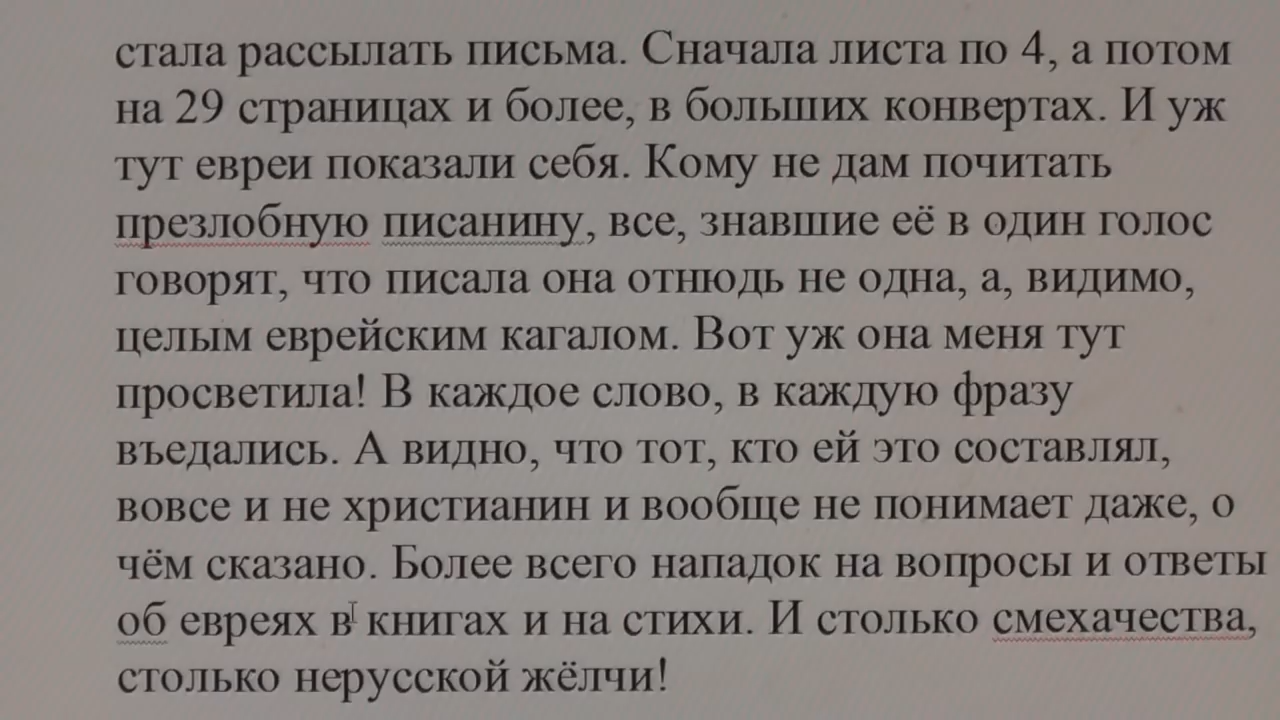 стала рассылать письма. Сначала листа по 4, а потом
на 29 страницах и более, в больших конвертах. И уж
тут евреи показали себя. Кому не дам почитать
презлобную писанину, все, знавшие её в один голос
говорят, что писала она отнюдь не одна, а, видимо,
целым еврейским кагалом. Вот уж она меня тут
просветила! В каждое слово, в каждую фразу
въедались. А видно, что тот, кто ей это составлял,
вовсе и не христианин и вообще не понимает даже, о
чём сказано. Более всего нападок на вопросы и ответы
об евреях в книгах и на стихи. И столько смехачества,
столько нерусской жёлчи!